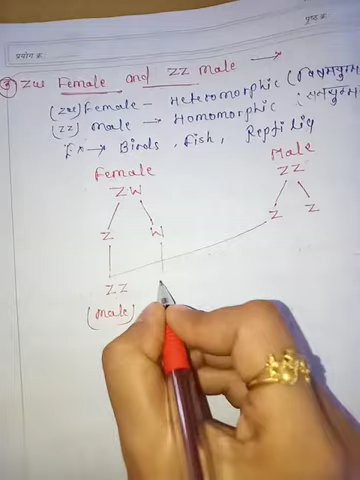 प्रयोग क्र.
पृष्ठ क्र.
③ ZW Female and ZZ Male →
(ZW) Female - Heteromorphic (विषमयुग्म
(ZZ) Male → Homomorphic (समयुग्म
Ex → Birds, Fish, Reptiliy
Female Male
ZW ZZ
Z W Z Z
ZZ
(Male)